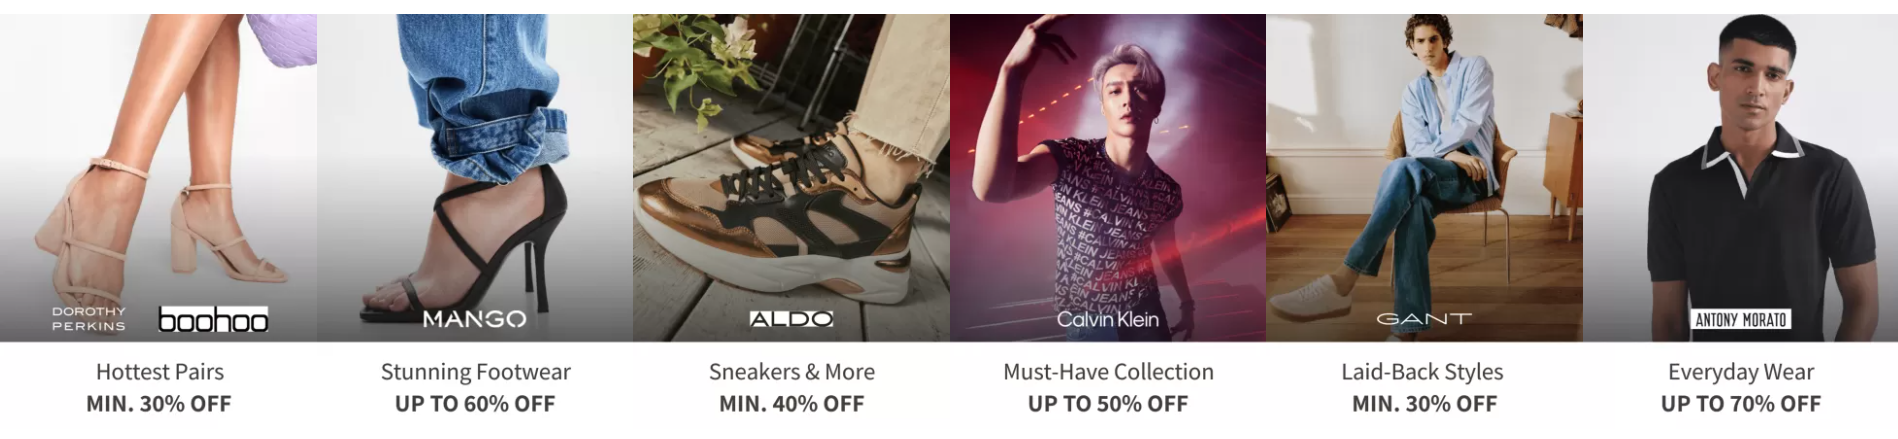 DOROTHY
PERKINS
boohoo
Hottest Pairs
MIN. 30% OFF
MANGO
Stunning Footwear
UP TO 60% OFF
ALDO
Sneakers & More
MIN. 40% OFF
Calvin Klein
Must-Have Collection
UP TO 50% OFF
GANT
Laid-Back Styles
MIN. 30% OFF
ANTONY MORATO
Everyday Wear
UP TO 70% OFF